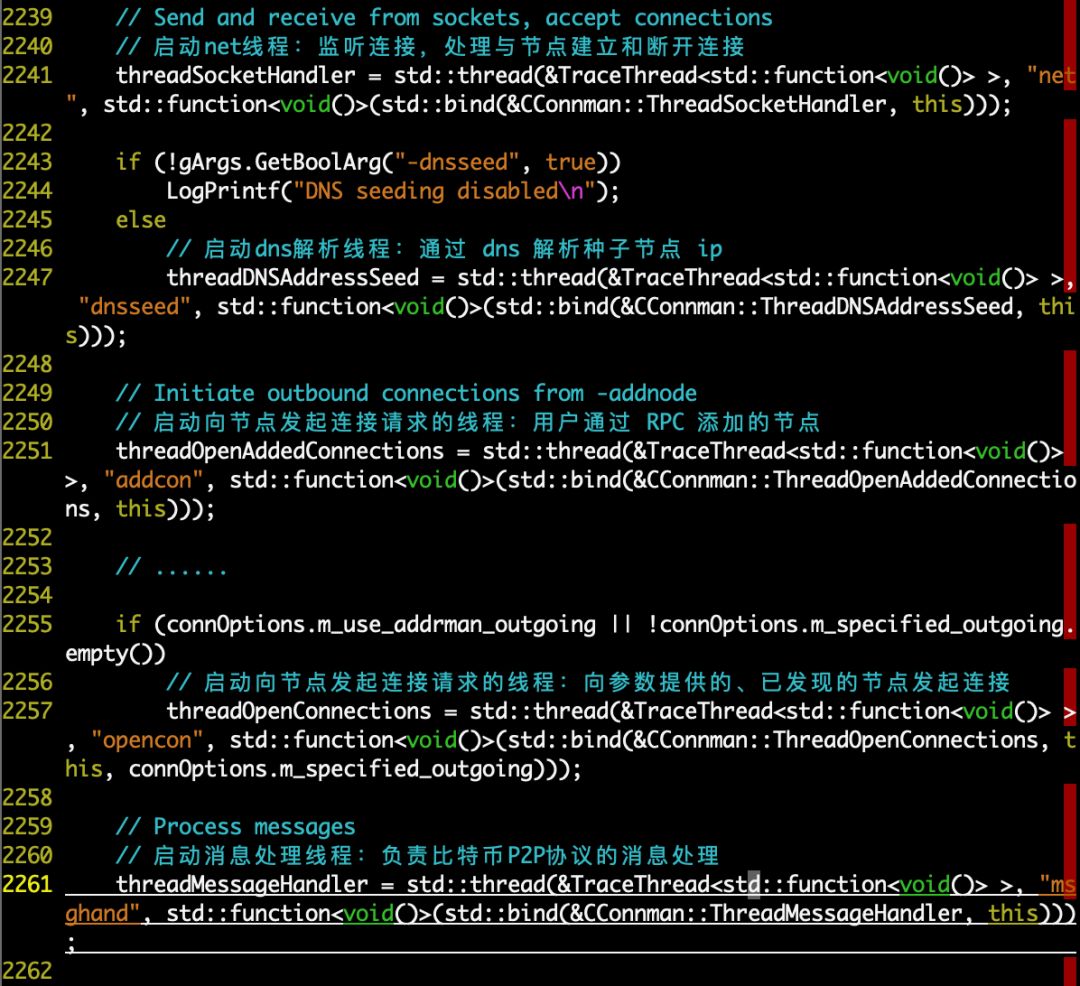 2239     // Send and receive from sockets, accept connections
2240     // 启动net线程：监听连接，处理与节点建立和断开连接
2241     threadSocketHandler = std::thread(&TraceThread<std::function<void()> >, "net
", std::function<void()>(std::bind(&CConnman::ThreadSocketHandler, this)));
2242
2243     if (!gArgs.GetBoolArg("-dnsseed", true))
2244         LogPrintf("DNS seeding disabled\n");
2245     else
2246         // 启动dns解析线程：通过 dns 解析种子节点 ip
2247         threadDNSAddressSeed = std::thread(&TraceThread<std::function<void()> >,
 "dnsseed", std::function<void()>(std::bind(&CConnman::ThreadDNSAddressSeed, thi
s)));
2248
2249     // Initiate outbound connections from -addnode
2250     // 启动向节点发起连接请求的线程：用户通过 RPC 添加的节点
2251     threadOpenAddedConnections = std::thread(&TraceThread<std::function<void()>
>, "addcon", std::function<void()>(std::bind(&CConnman::ThreadOpenAddedConnectio
ns, this)));
2252
2253     // ......
2254
2255     if (connOptions.m_use_addrman_outgoing || !connOptions.m_specified_outgoing.
empty())
2256         // 启动向节点发起连接请求的线程：向参数提供的、已发现的节点发起连接
2257         threadOpenConnections = std::thread(&TraceThread<std::function<void()> >
, "opencon", std::function<void()>(std::bind(&CConnman::ThreadOpenConnections, t
his, connOptions.m_specified_outgoing)));
2258
2259     // Process messages
2260     // 启动消息处理线程：负责比特币P2P协议的消息处理
2261     threadMessageHandler = std::thread(&TraceThread<std::function<void()> >, "ms
ghand", std::function<void()>(std::bind(&CConnman::ThreadMessageHandler, this)))
;
2262